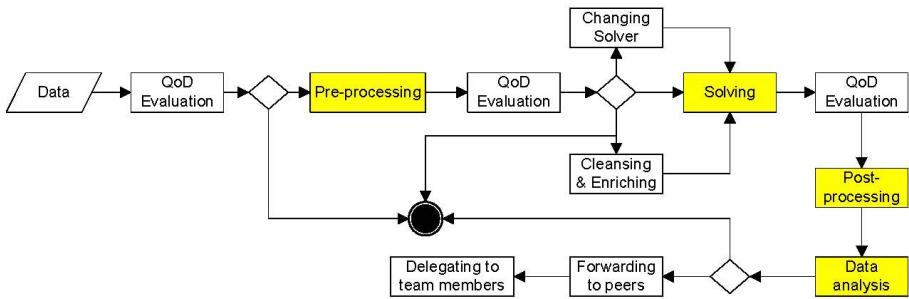 Changing
Solver
Data
QoD
Evaluation
Pre-processing
QoD
Evaluation
Solving
QoD
Evaluation
Cleansing
& Enriching
Post-
processing
Delegating to
team members
Forwarding
to peers
Data
analysis